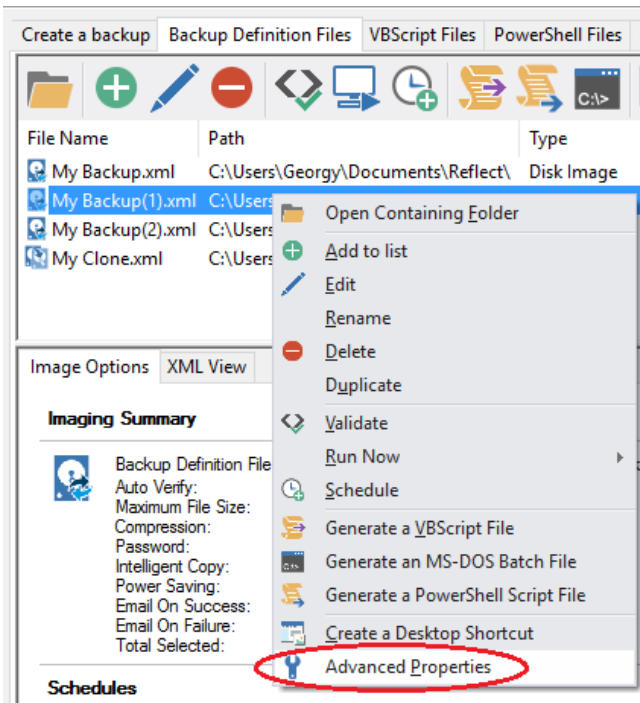 Create a backup Backup Definition Files VBScript Files PowerShell Files
C:\>
File Name Path Type
My Backup.xml C:\Users\Georgy\Documents\Reflect\ Disk Image
My Backup(1).xml C:\Users
My Backup(2).xml C:\Users
My Clone.xml C:\Users
Open Containing Folder
Add to list
Edit
Rename
Delete
Duplicate
Validate
Run Now
Schedule
Generate a VBScript File
Generate an MS-DOS Batch File
Generate a PowerShell Script File
Create a Desktop Shortcut
Advanced Properties
Image Options XML View
Imaging Summary
Backup Definition File
Auto Verify:
Maximum File Size:
Compression:
Password:
Intelligent Copy:
Power Saving:
Email On Success:
Email On Failure:
Total Selected:
Schedules